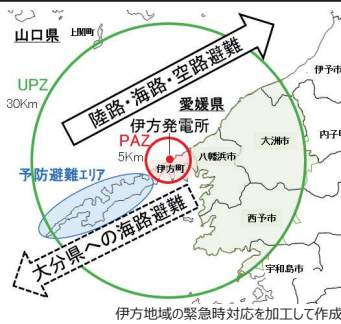 山口県
上関町
UPZ
30Km
陸路・海路・空路避難
愛媛県
伊方発電所
PAZ
5Km
伊方町
八幡浜市
大洲市
伊予市
内子町
予防避難エリア
西予市
大分県への海路避難
宇和島市
伊方地域の緊急時対応を加工して作成